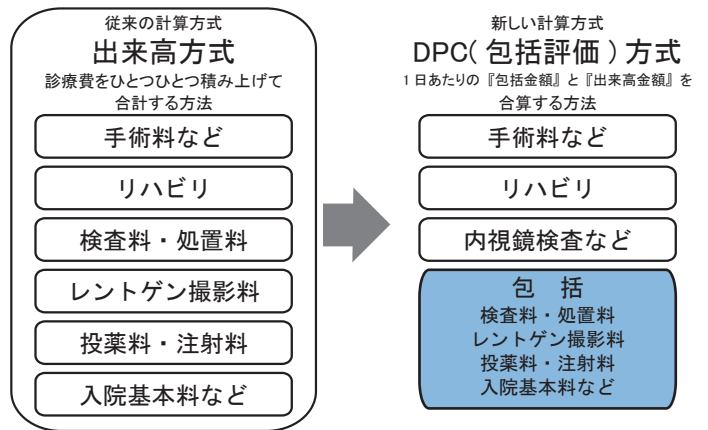 従来の計算方式
出来高方式
診療費をひとつひとつ積み上げて
合計する方法
手術料など
リハビリ
検査料・処置料
レントゲン撮影料
投薬料・注射料
入院基本料など
新しい計算方式
DPC(包括評価)方式
1日あたりの『包括金額』と『出来高金額』を
合算する方法
手術料など
リハビリ
内視鏡検査など
包 括
検査料・処置料
レントゲン撮影料
投薬料・注射料
入院基本料など